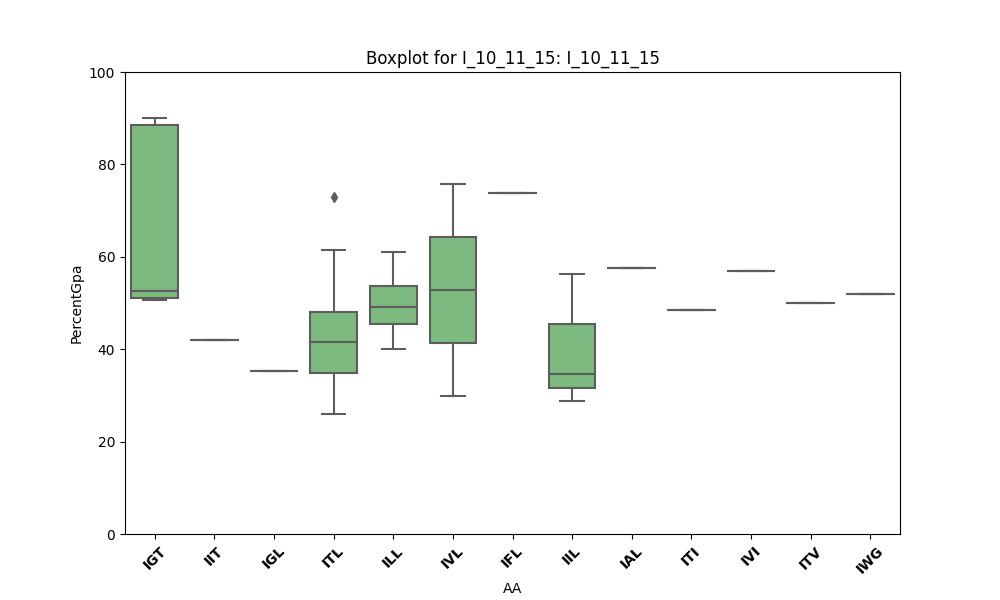 Boxplot for I_10_11_15: I_10_11_15
PercentGpa
100
80
60
40
20
0
IGT IIT IGL ITL ILL IVL IFL IIL IAL ITI IVI ITV IWG
AA